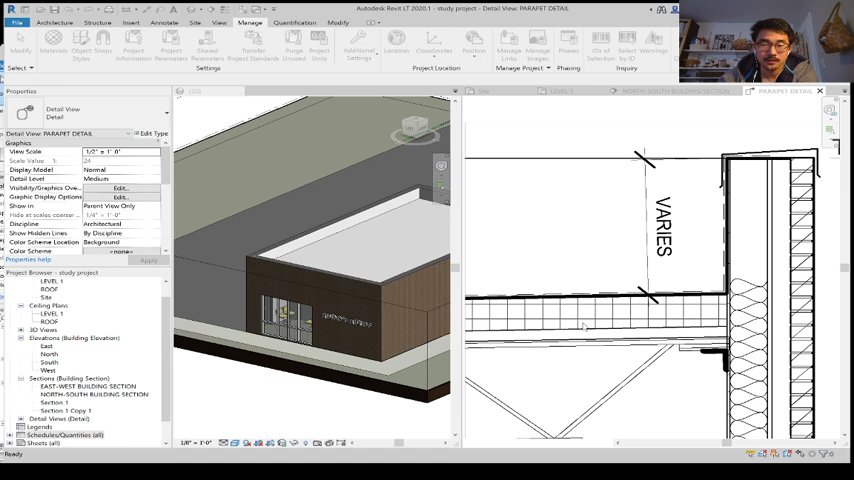 Autodesk Revit LT 2020.1 - study project - Detail View: PARAPET DETAIL
File Architecture Structure Insert Annotate Site View Manage Quantification Modify
Modify Materials Object Styles Snaps Project Information Project Parameters Shared Parameters Transfer Project Standards Purge Unused Project Units Additional Settings Location Coordinates Position Manage Links Manage Images Phasing IDs of Selection Select by ID Warnings
Select Settings Project Location Manage Project Phasing Inquiry
Properties
Site LEVEL 1 NORTH-SOUTH BUILDING SECTION PARAPET DETAIL
Detail View
Detail
Detail View: PARAPET DETAIL Edit Type
Graphics
View Scale 1/2" = 1'-0"
Scale Value 1: 24
Display Model Normal
Detail Level Medium
Visibility/Graphics Ove... Edit...
Graphic Display Options Edit...
Show in Parent View Only
Hide at scales coarser ... 1/4" = 1'-0"
Discipline Architectural
Show Hidden Lines By Discipline
Color Scheme Location Background
Color Scheme <none>
Properties help Apply
Project Browser - study project
LEVEL 1
ROOF
Site
Ceiling Plans
LEVEL 1
ROOF
3D Views
Elevations (Building Elevation)
East
North
South
West
Sections (Building Section)
EAST-WEST BUILDING SECTION
NORTH-SOUTH BUILDING SECTION
Section 1
Section 1 Copy 1
Detail Views (Detail)
Legends
Schedules/Quantities (all)
Sheets (all)
VARIES
1/8" = 1'-0"
Ready